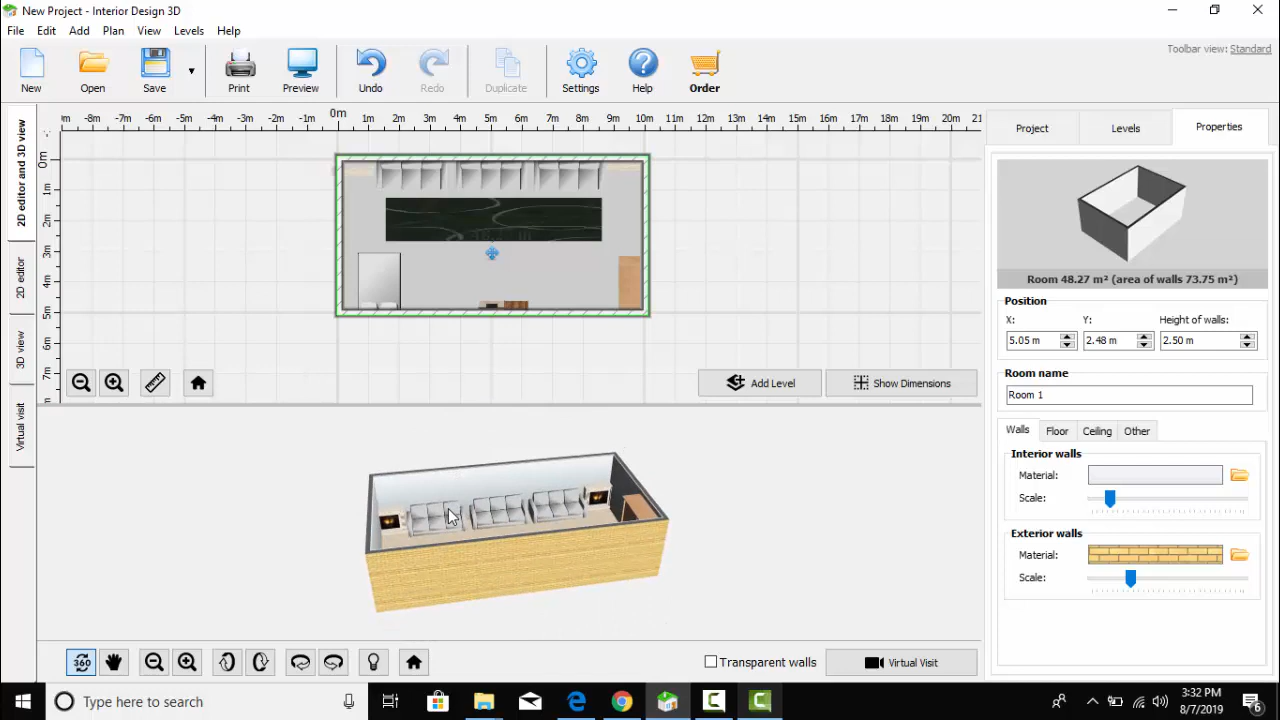 New Project - Interior Design 3D
File Edit Add Plan View Levels Help
Toolbar view: Standard
New Open Save Print Preview Undo Redo Duplicate Settings Help Order
0m
-8m -7m -6m -5m -4m -3m -2m -1m 1m 2m 3m 4m 5m 6m 7m 8m 9m 10m 11m 12m 13m 14m 15m 16m 17m 18m 19m 20m 21
0m
1m
2m
3m
4m
5m
6m
7m
2D editor and 3D view
2D editor
3D view
Virtual visit
Add Level
Show Dimensions
Project Levels Properties
Room 48.27 m² (area of walls 73.75 m²)
Position
X: Y: Height of walls:
5.05 m 2.48 m 2.50 m
Room name
Room 1
Walls Floor Ceiling Other
Interior walls
Material:
Scale:
Exterior walls
Material:
Scale:
360
Transparent walls
Virtual Visit
Type here to search
3:32 PM
8/7/2019
6